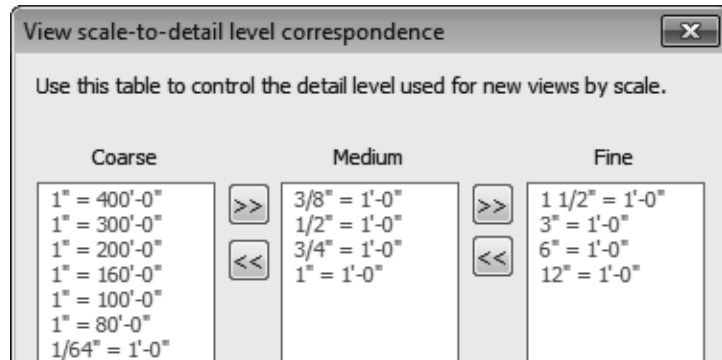 View scale-to-detail level correspondence
Use this table to control the detail level used for new views by scale.
Coarse
Medium
Fine
1" = 400'-0"
1" = 300'-0"
1" = 200'-0"
1" = 160'-0"
1" = 100'-0"
1" = 80'-0"
1/64" = 1'-0"
>>
<<
3/8" = 1'-0"
1/2" = 1'-0"
3/4" = 1'-0"
1" = 1'-0"
>>
<<
1 1/2" = 1'-0"
3" = 1'-0"
6" = 1'-0"
12" = 1'-0"